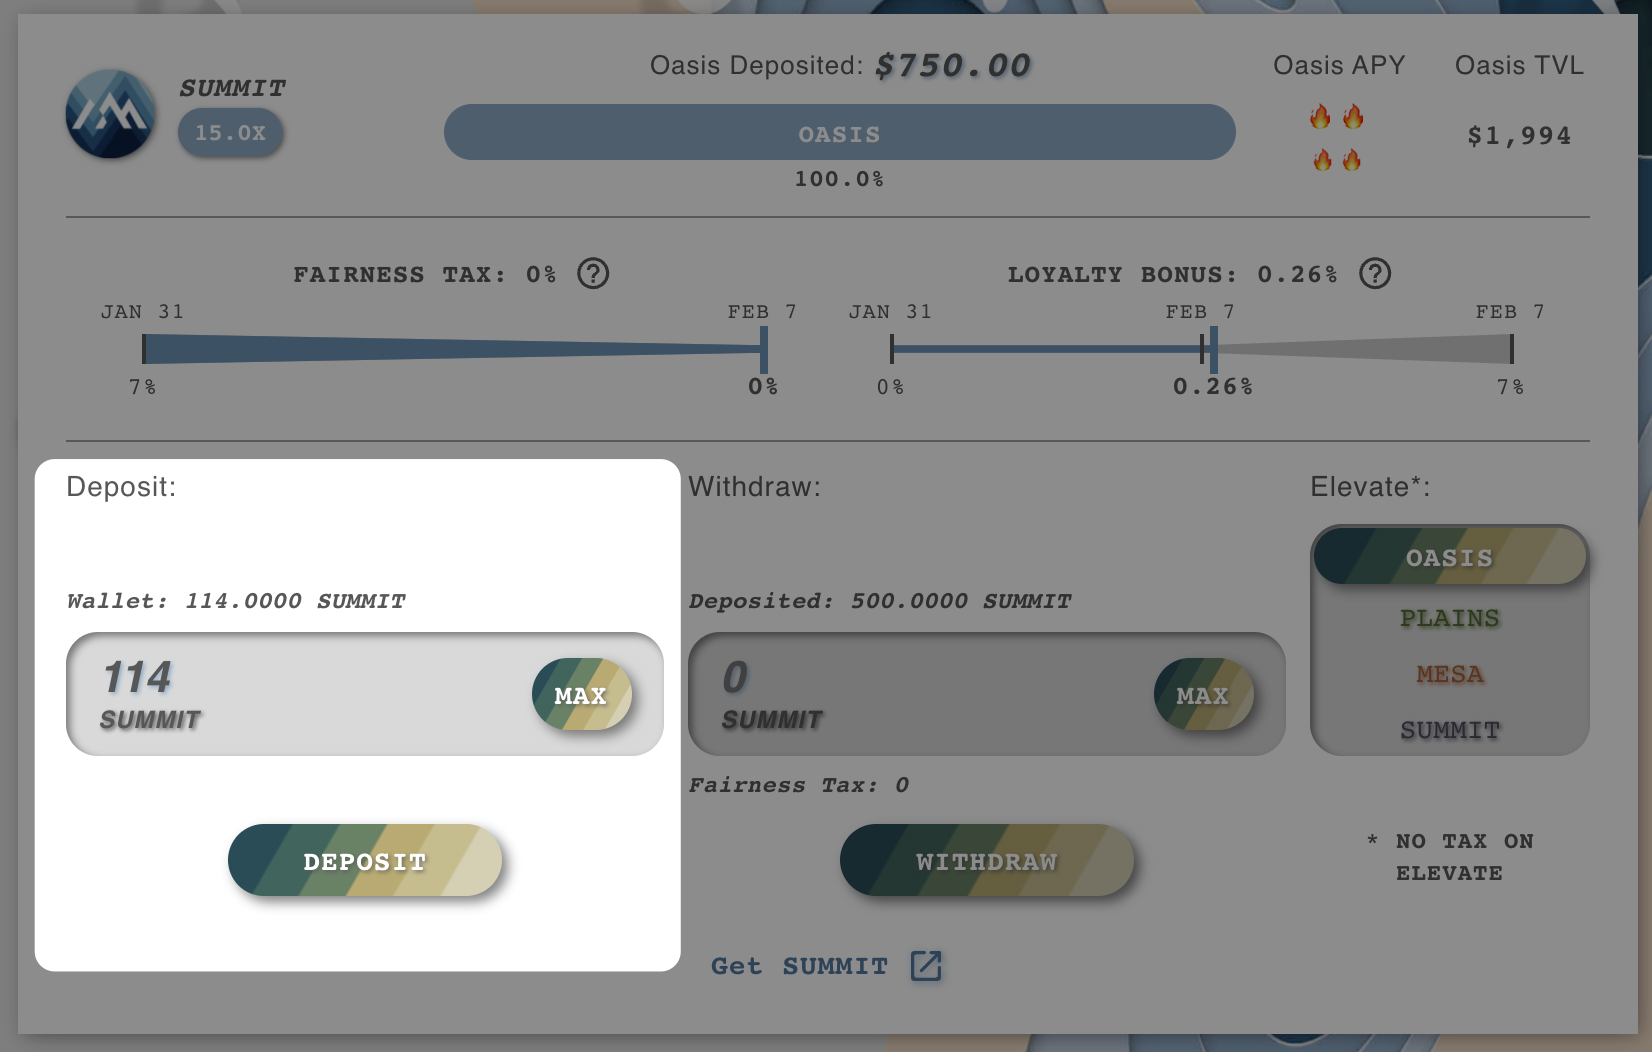 SUMMIT
15.0X
Oasis Deposited: $750.00
OASIS
100.0%
Oasis APY
Oasis TVL
$1,994
FAIRNESS TAX: 0% ?
JAN 31
FEB 7
7%
0%
LOYALTY BONUS: 0.26% ?
JAN 31
FEB 7
FEB 7
0%
0.26%
7%
Deposit:
Wallet: 114.0000 SUMMIT
114
SUMMIT
MAX
DEPOSIT
Withdraw:
Deposited: 500.0000 SUMMIT
0
SUMMIT
MAX
Fairness Tax: 0
WITHDRAW
Elevate*:
OASIS
PLAINS
MESA
SUMMIT
* NO TAX ON
ELEVATE
Get SUMMIT